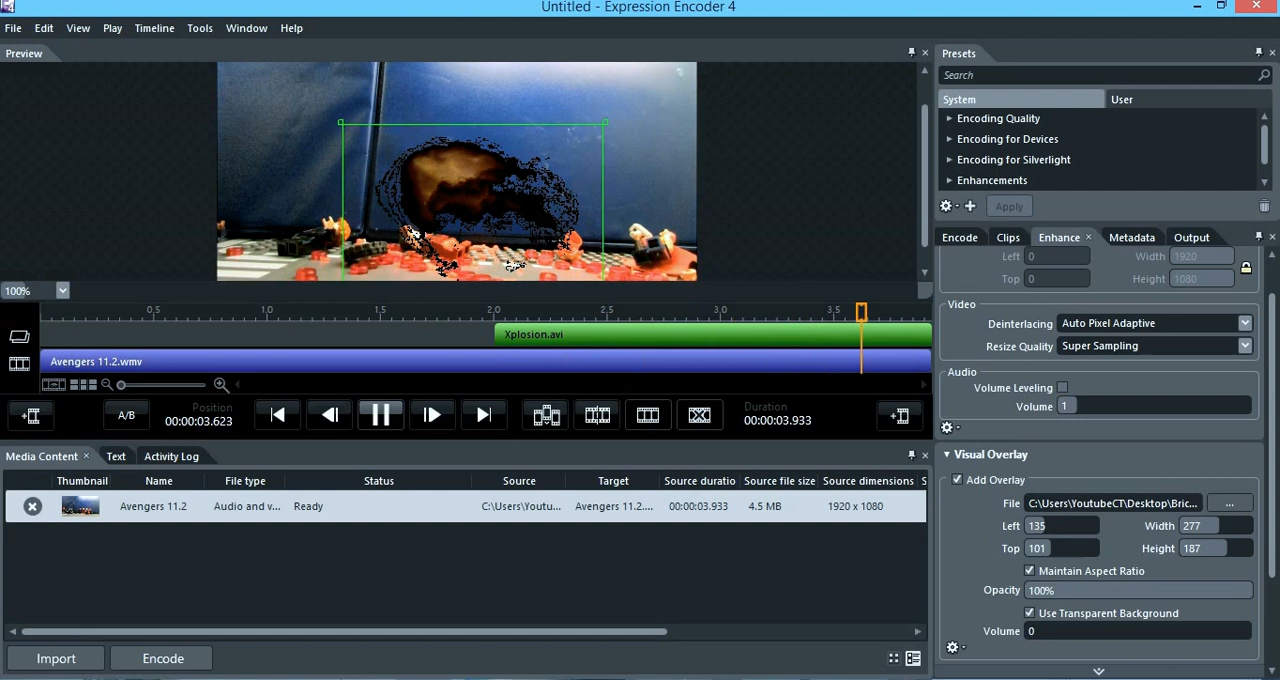 Untitled - Expression Encoder 4
File Edit View Play Timeline Tools Window Help
Preview
100%
0,5 1,0 1,5 2,0 2,5 3,0 3,5
Xplosion.avi
Avengers 11.2.wmv
A/B
Position
00:00:03.623
Duration
00:00:03.933
Media Content Text Activity Log
Thumbnail Name File type Status Source Target Source duratio Source file size Source dimensions S
Avengers 11.2 Audio and v... Ready C:\Users\Youtu... Avengers 11.2.... 00:00:03.933 4.5 MB 1920 x 1080
Import Encode
Presets
Search
System User
Encoding Quality
Encoding for Devices
Encoding for Silverlight
Enhancements
Apply
Encode Clips Enhance Metadata Output
Left 0 Width 1920
Top 0 Height 1080
Video
Deinterlacing Auto Pixel Adaptive
Resize Quality Super Sampling
Audio
Volume Leveling
Volume 1
Visual Overlay
Add Overlay
File C:\Users\YoutubeCT\Desktop\Bric... ...
Left 135 Width 277
Top 101 Height 187
Maintain Aspect Ratio
Opacity 100%
Use Transparent Background
Volume 0